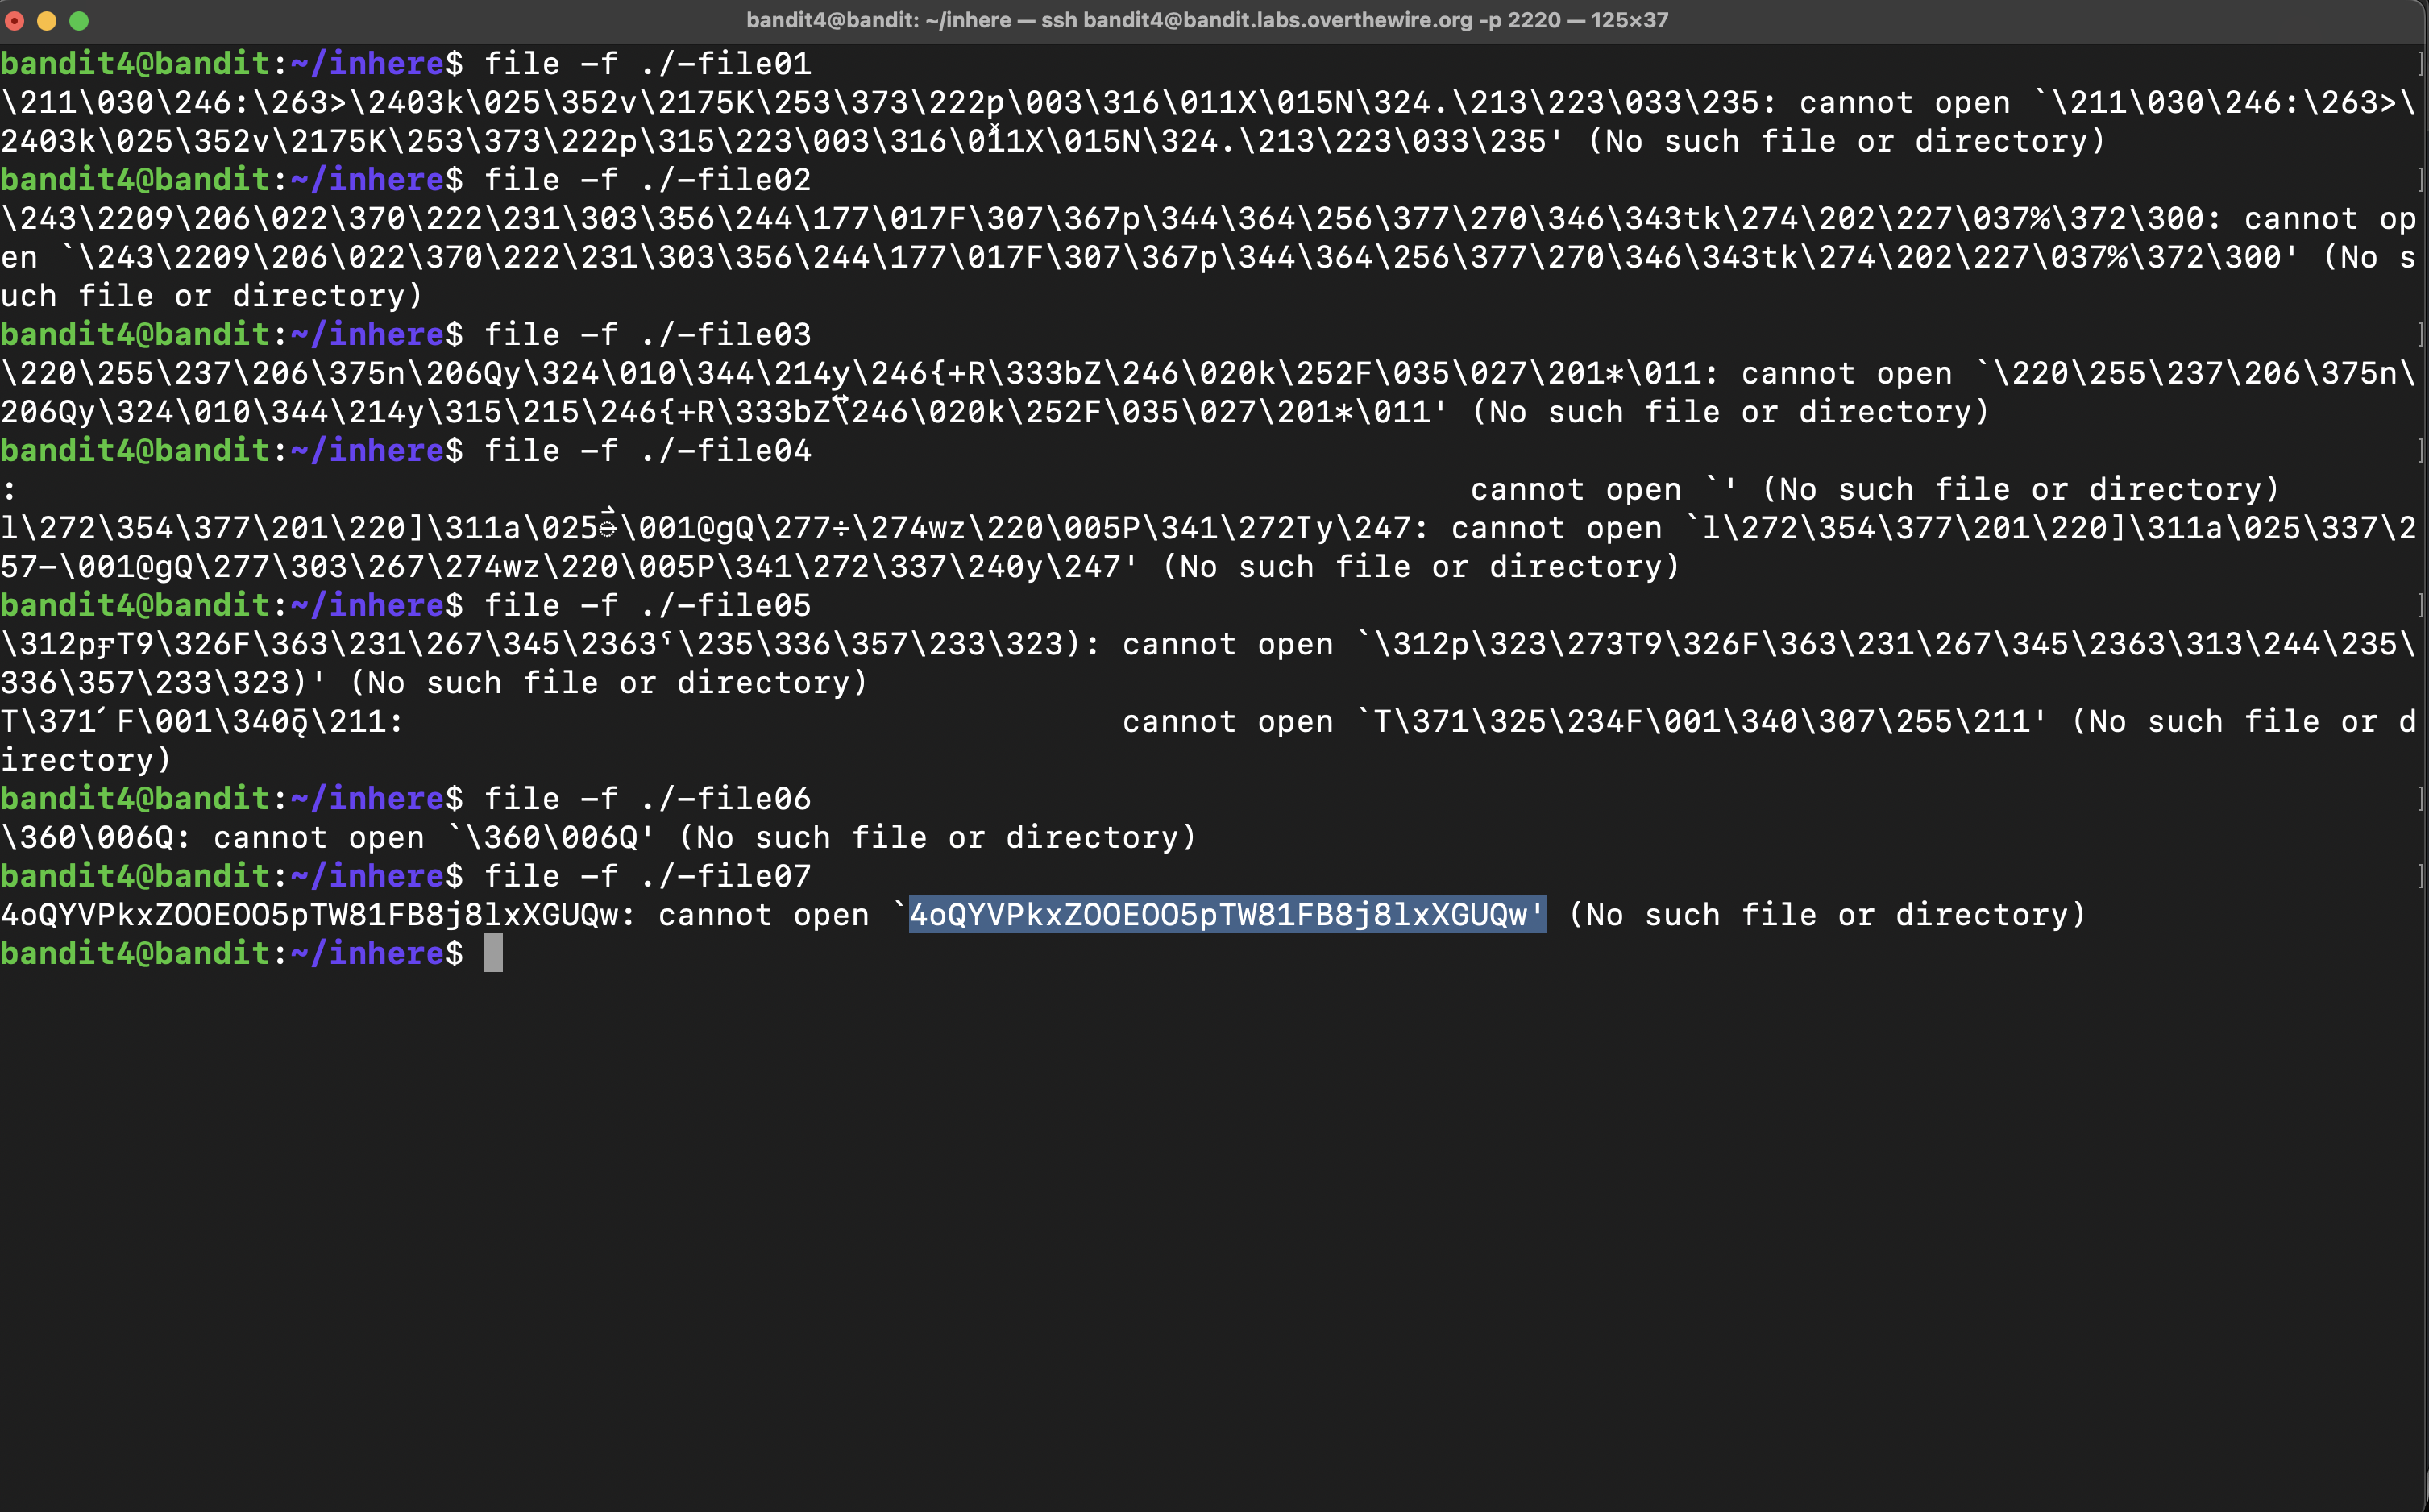 bandit4@bandit: ~/inhere — ssh bandit4@bandit.labs.overthewire.org -p 2220 — 125×37
bandit4@bandit:~/inhere$ file -f ./-file01
\211\030\246:\263>\2403k\025\352v\2175K\253\373\222p͓\003\316\011X\015N\324.\213\223\033\235: cannot open `\211\030\246:\263>\
2403k\025\352v\2175K\253\373\222p\315\223\003\316\011X\015N\324.\213\223\033\235' (No such file or directory)
bandit4@bandit:~/inhere$ file -f ./-file02
\243\2209\206\022\370\222\231\303\356\244\177\017F\307\367p\344\364\256\377\270\346\343tk\274\202\227\037%\372\300: cannot op
en `\243\2209\206\022\370\222\231\303\356\244\177\017F\307\367p\344\364\256\377\270\346\343tk\274\202\227\037%\372\300' (No s
uch file or directory)
bandit4@bandit:~/inhere$ file -f ./-file03
\220\255\237\206\375n\206Qy\324\010\344\214y͍\246{+R\333bZ\246\020k\252F\035\027\201*\011: cannot open `\220\255\237\206\375n\
206Qy\324\010\344\214y\315\215\246{+R\333bZ\246\020k\252F\035\027\201*\011' (No such file or directory)
bandit4@bandit:~/inhere$ file -f ./-file04
: cannot open `' (No such file or directory)
l\272\354\377\201\220]\311a\025߯-\001@gQ\277÷\274wz\220\005P\341\272Ty\247: cannot open `l\272\354\377\201\220]\311a\025\337\2
57-\001@gQ\277\303\267\274wz\220\005P\341\272\337\240y\247' (No such file or directory)
bandit4@bandit:~/inhere$ file -f ./-file05
\312pӻT9\326F\363\231\267\345\2363ˤ\235\336\357\233\323): cannot open `\312p\323\273T9\326F\363\231\267\345\2363\313\244\235\
336\357\233\323)' (No such file or directory)
T\371՜F\001\340ǭ\211: cannot open `T\371\325\234F\001\340\307\255\211' (No such file or d
irectory)
bandit4@bandit:~/inhere$ file -f ./-file06
\360\006Q: cannot open `\360\006Q' (No such file or directory)
bandit4@bandit:~/inhere$ file -f ./-file07
4oQYVPkxZOOEOO5pTW81FB8j8lxXGUQw: cannot open `4oQYVPkxZOOEOO5pTW81FB8j8lxXGUQw' (No such file or directory)
bandit4@bandit:~/inhere$